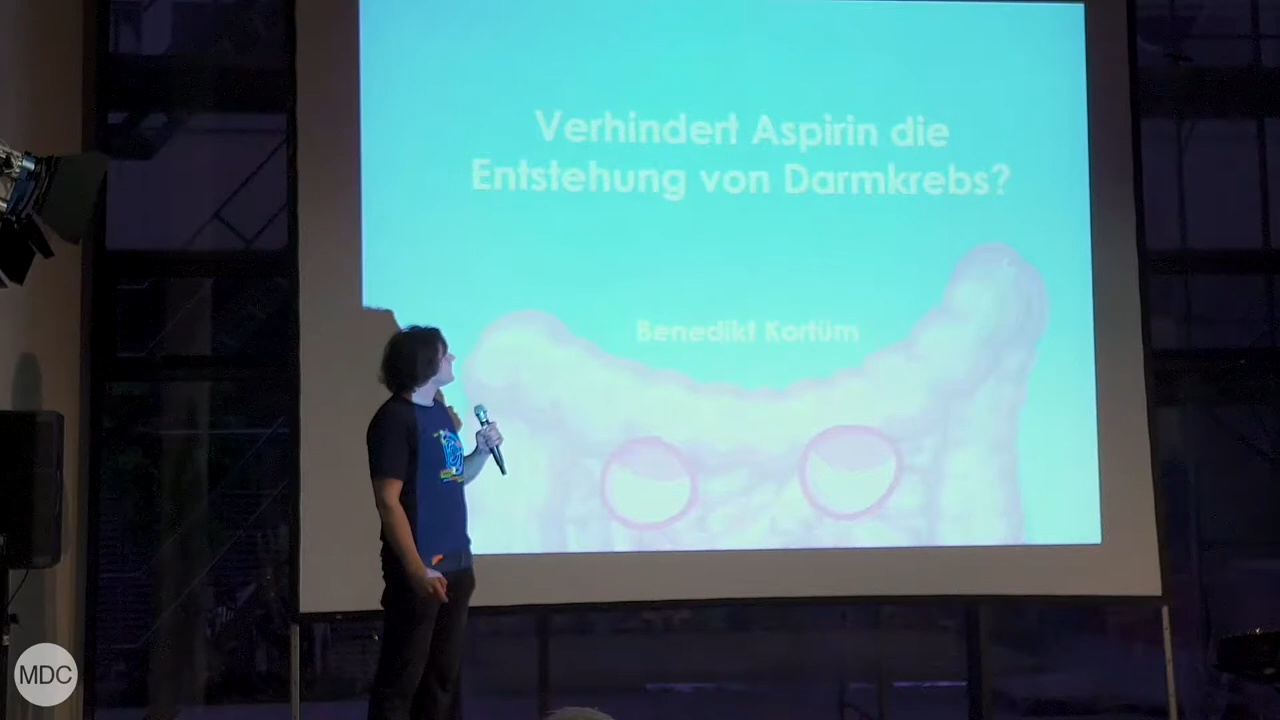 Verhindert Aspirin die
Entstehung von Darmkrebs?
Benedikt Kortüm
MDC